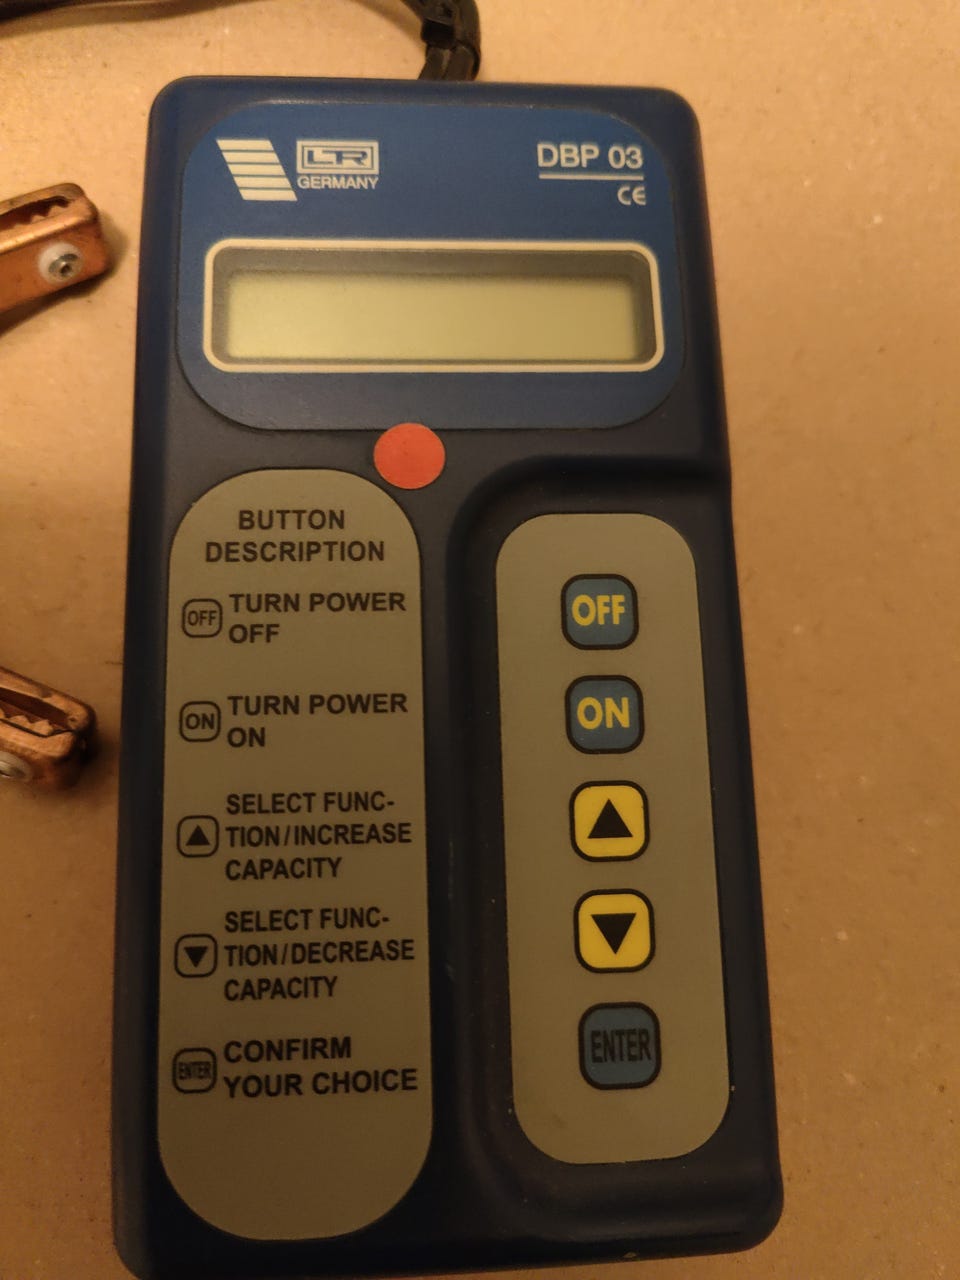 LTR
GERMANY
DBP 03
CE
BUTTON
DESCRIPTION
OFF TURN POWER
OFF
ON TURN POWER
ON
SELECT FUNC-
▲ TION/INCREASE
CAPACITY
SELECT FUNC-
▼ TION/DECREASE
CAPACITY
ENTER CONFIRM
YOUR CHOICE
OFF
ON
▲
▼
ENTER